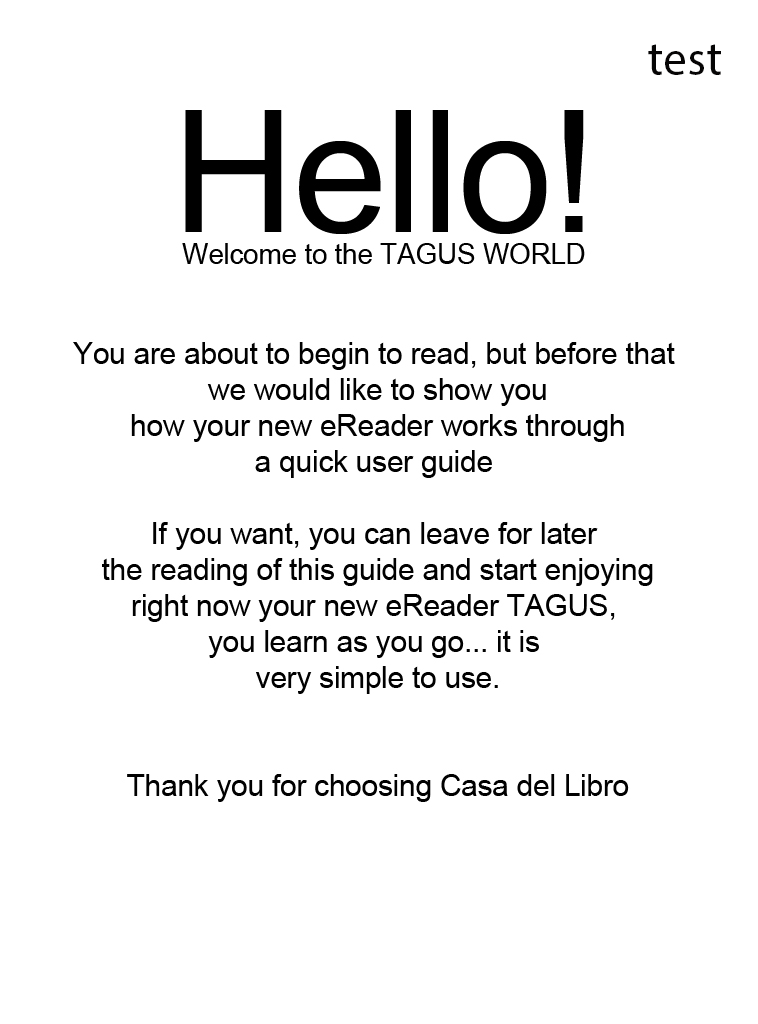 test
Hello!
Welcome to the TAGUS WORLD
You are about to begin to read, but before that
we would like to show you
how your new eReader works through
a quick user guide
If you want, you can leave for later
the reading of this guide and start enjoying
right now your new eReader TAGUS,
you learn as you go... it is
very simple to use.
Thank you for choosing Casa del Libro